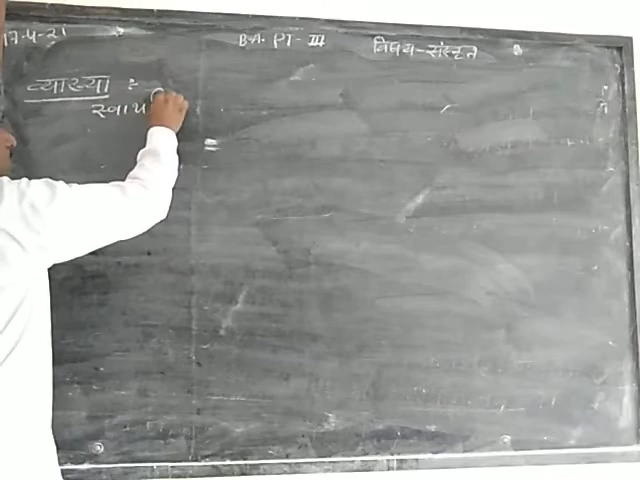 17-4-21 B.A. PT-III विषय-संस्कृत
व्याख्या :-
स्वाय